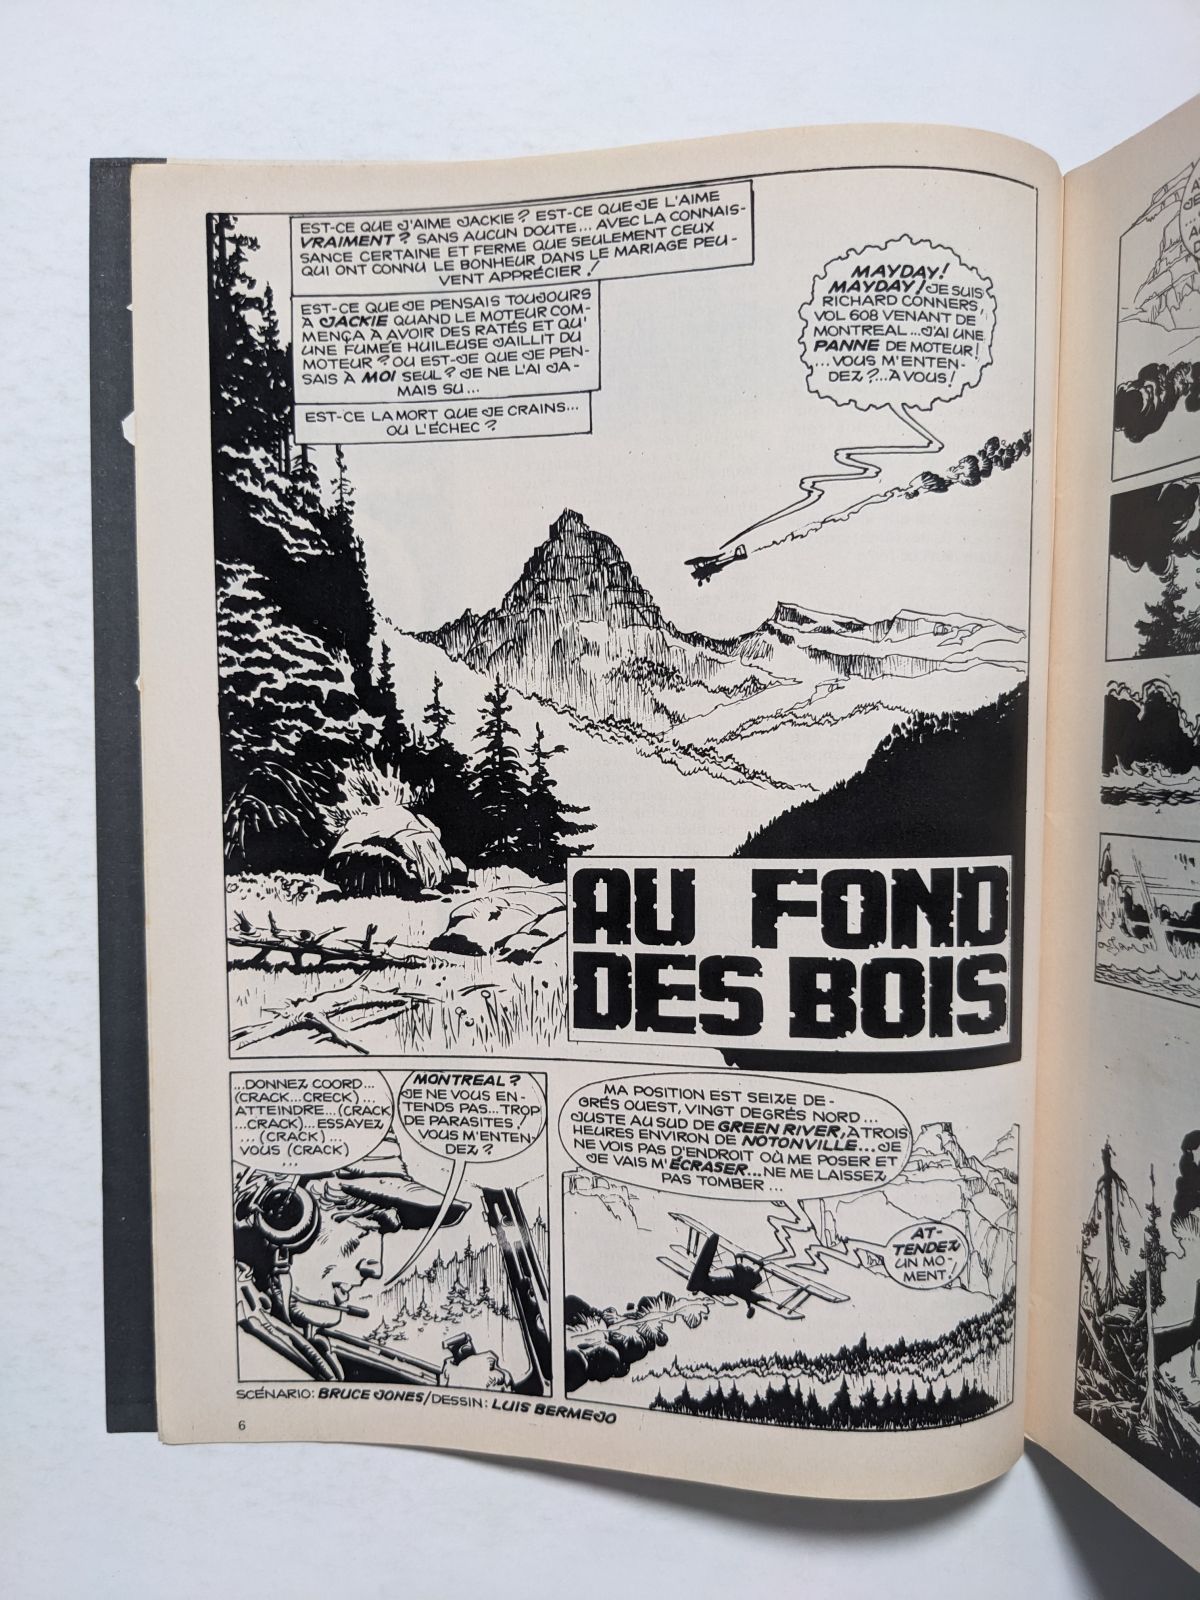 EST-CE QUE J'AIME JACKIE? EST-CE QUE JE L'AIME
VRAIMENT? SANS AUCUN DOUTE... AVEC LA CONNAIS-
SANCE CERTAINE ET FERME QUE SEULEMENT CEUX
QUI ONT CONNU LE BONHEUR DANS LE MARIAGE PEU-
VENT APPRÉCIER!
EST-CE QUE JE PENSAIS TOUJOURS
À JACKIE QUAND LE MOTEUR COM-
MENÇA À AVOIR DES RATÉS ET QU'
UNE FUMÉE HUILEUSE JAILLIT DU
MOTEUR? OU EST-JE QUE JE PEN-
SAIS À MOI SEUL? JE NE L'AI JA-
MAIS SU...
EST-CE LA MORT QUE JE CRAINS...
OU L'ÉCHEC?
MAYDAY!
MAYDAY! JE SUIS
RICHARD CONNERS,
VOL 608 VENANT DE
MONTREAL...J'AI UNE
PANNE DE MOTEUR!
...VOUS M'ENTEN-
DEZ?...A VOUS!
AU FOND
DES BOIS
...DONNEZ COORD...
(CRACK...CRECK)...
ATTEINDRE...(CRACK
...CRACK)...ESSAYEZ
...(CRACK)...
VOUS (CRACK)
...
MONTREAL?
JE NE VOUS EN-
TENDS PAS...TROP
DE PARASITES!
VOUS M'ENTEN-
DEZ?
MA POSITION EST SEIZE DE-
GRÉS OUEST, VINGT DEGRÉS NORD...
JUSTE AU SUD DE GREEN RIVER, À TROIS
HEURES ENVIRON DE NOTONVILLE...JE
NE VOIS PAS D'ENDROIT OÙ ME POSER ET
JE VAIS M'ÉCRASER...NE ME LAISSEZ
PAS TOMBER...
AT-
TENDEZ
UN MO-
MENT!
SCÉNARIO: BRUCE JONES/DESSIN: LUIS BERMEJO
6